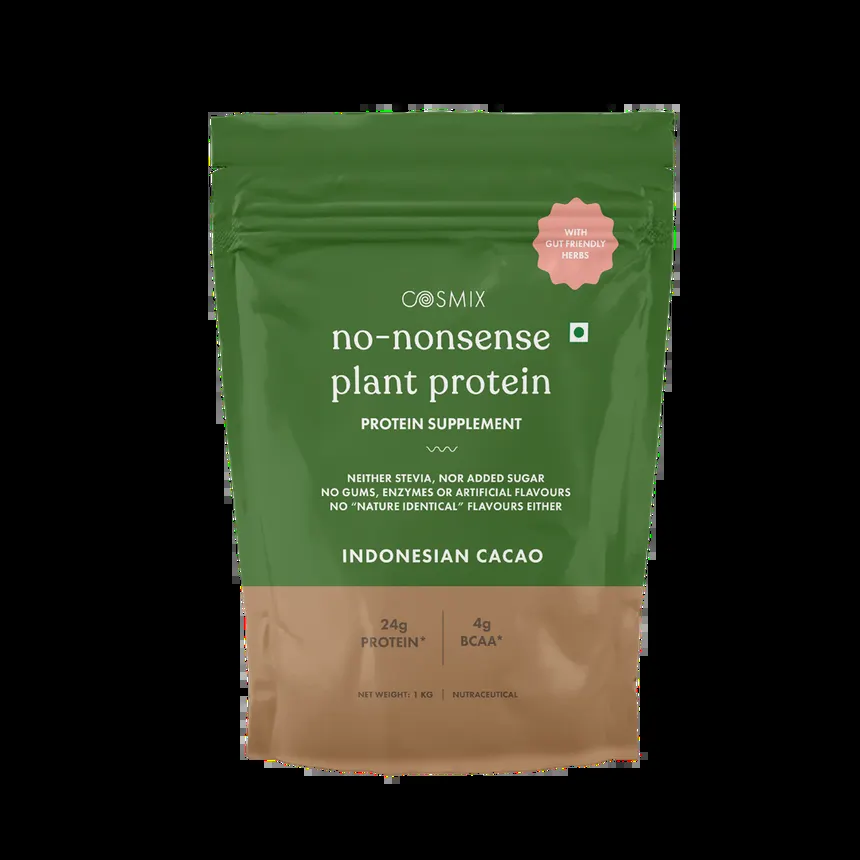 WITH
GUT FRIENDLY
HERBS
COSMIX
no-nonsense
plant protein
PROTEIN SUPPLEMENT
NEITHER STEVIA, NOR ADDED SUGAR
NO GUMS, ENZYMES OR ARTIFICIAL FLAVOURS
NO “NATURE IDENTICAL” FLAVOURS EITHER
INDONESIAN CACAO
24g
PROTEIN*
4g
BCAA*
NET WEIGHT: 1 KG | NUTRACEUTICAL